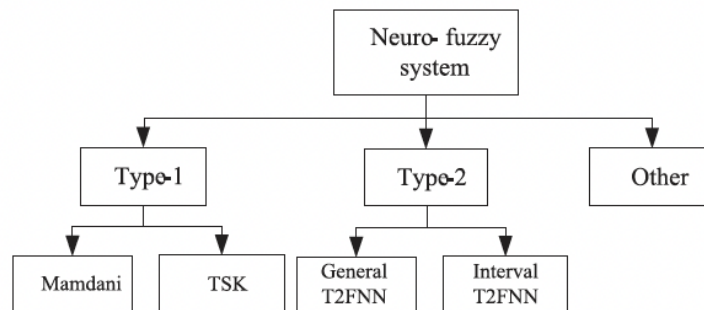 Neuro- fuzzy
system
Type-1
Type-2
Other
Mamdani
TSK
General
T2FNN
Interval
T2FNN